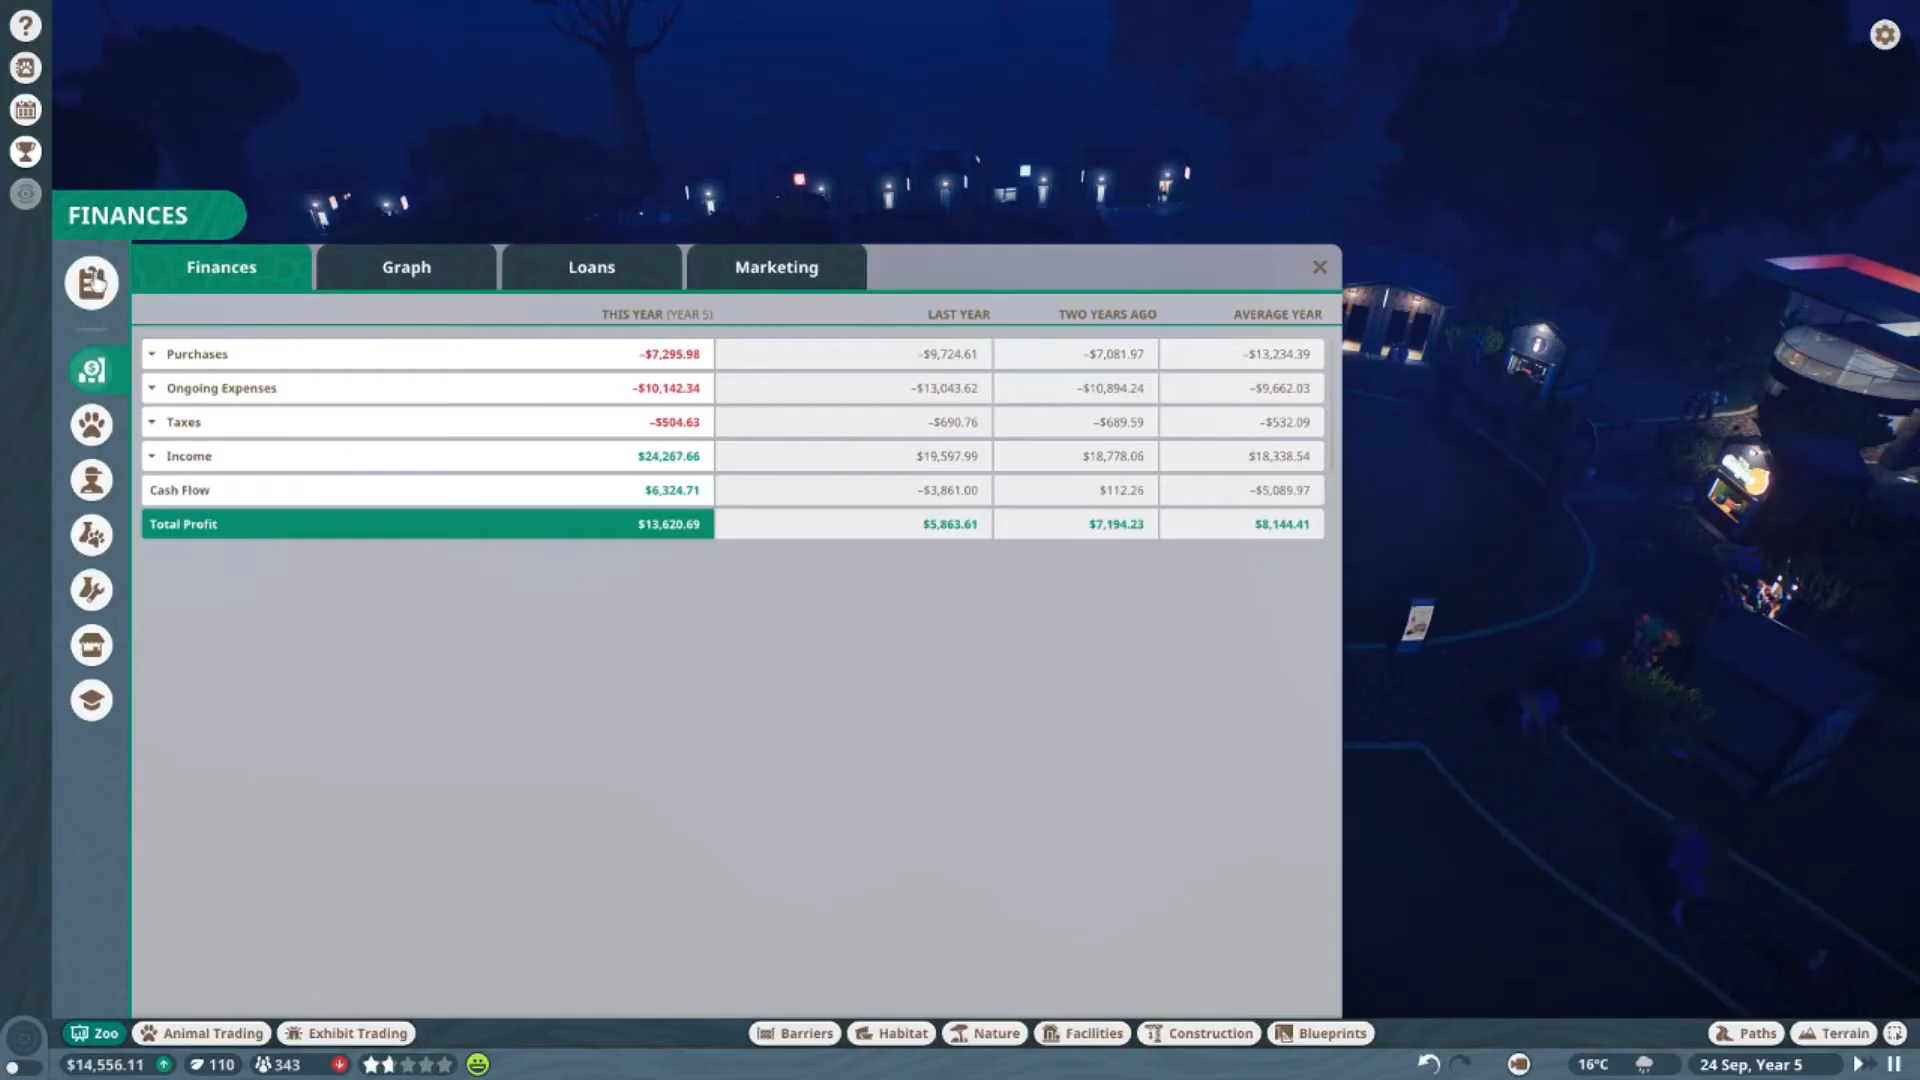 ?
FINANCES
Finances Graph Loans Marketing
THIS YEAR (YEAR 5) LAST YEAR TWO YEARS AGO AVERAGE YEAR
Purchases –$7,295.98 –$9,724.61 –$7,081.97 –$13,234.39
Ongoing Expenses –$10,142.34 –$13,043.62 –$10,894.24 –$9,662.03
Taxes –$504.63 –$690.76 –$689.59 –$532.09
Income $24,267.66 $19,597.99 $18,778.06 $18,338.54
Cash Flow $6,324.71 –$3,861.00 $112.26 –$5,089.97
Total Profit $13,620.69 $5,863.61 $7,194.23 $8,144.41
Zoo Animal Trading Exhibit Trading Barriers Habitat Nature Facilities Construction Blueprints Paths Terrain
$14,556.11 110 343 16°C 24 Sep, Year 5